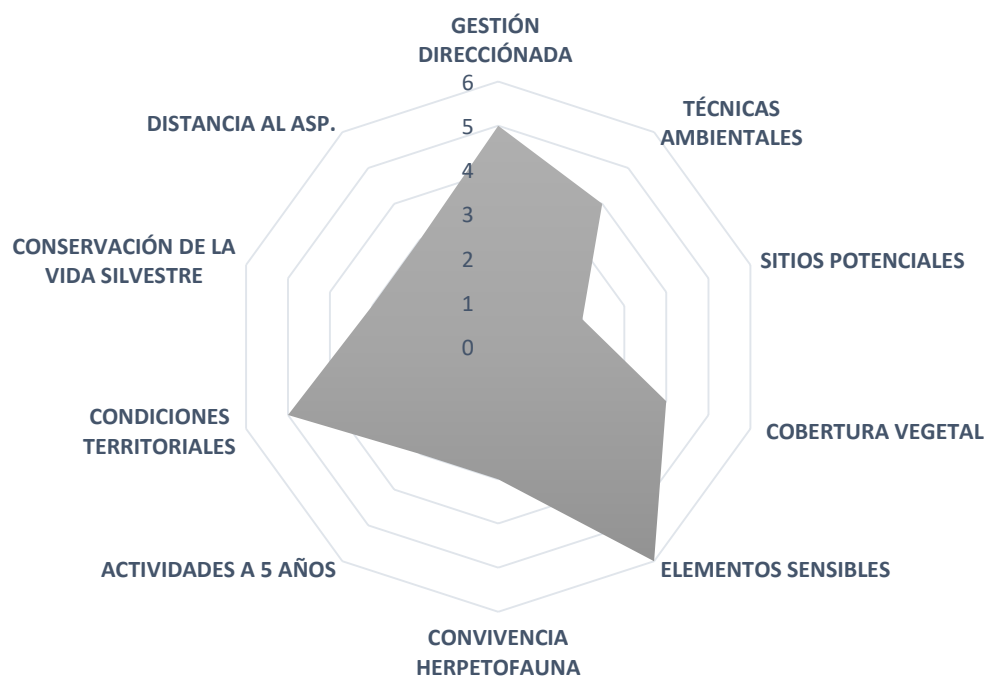 GESTIÓN
DIRECCIÓNADA
TÉCNICAS
AMBIENTALES
SITIOS POTENCIALES
COBERTURA VEGETAL
ELEMENTOS SENSIBLES
CONVIVENCIA
HERPETOFAUNA
ACTIVIDADES A 5 AÑOS
CONDICIONES
TERRITORIALES
CONSERVACIÓN DE LA
VIDA SILVESTRE
DISTANCIA AL ASP.
6
5
4
3
2
1
0